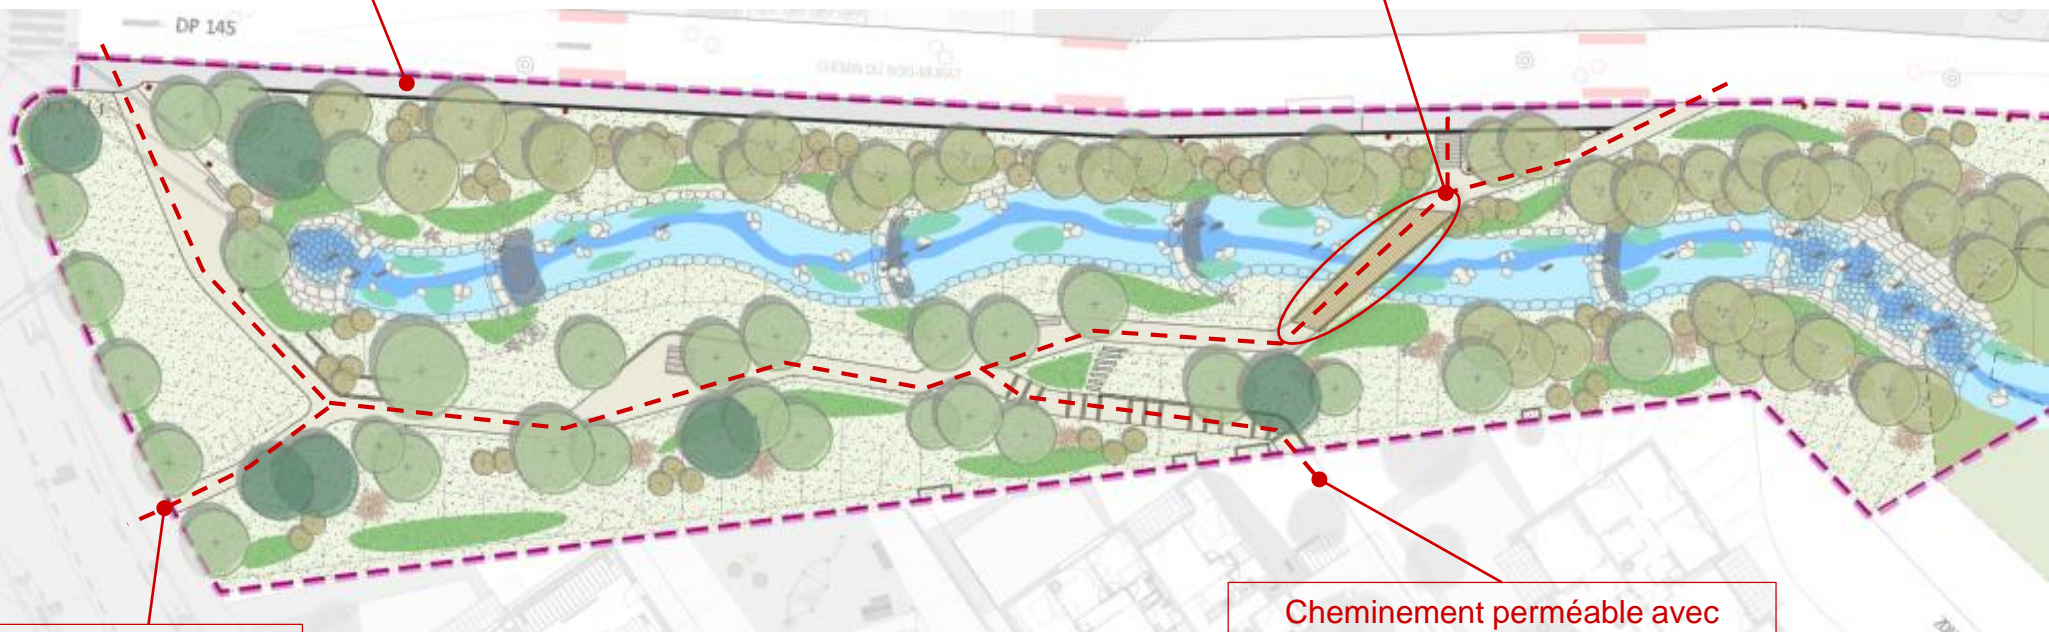 DP 145
CHEMIN DU BOIS-MURAT
Cheminement perméable avec